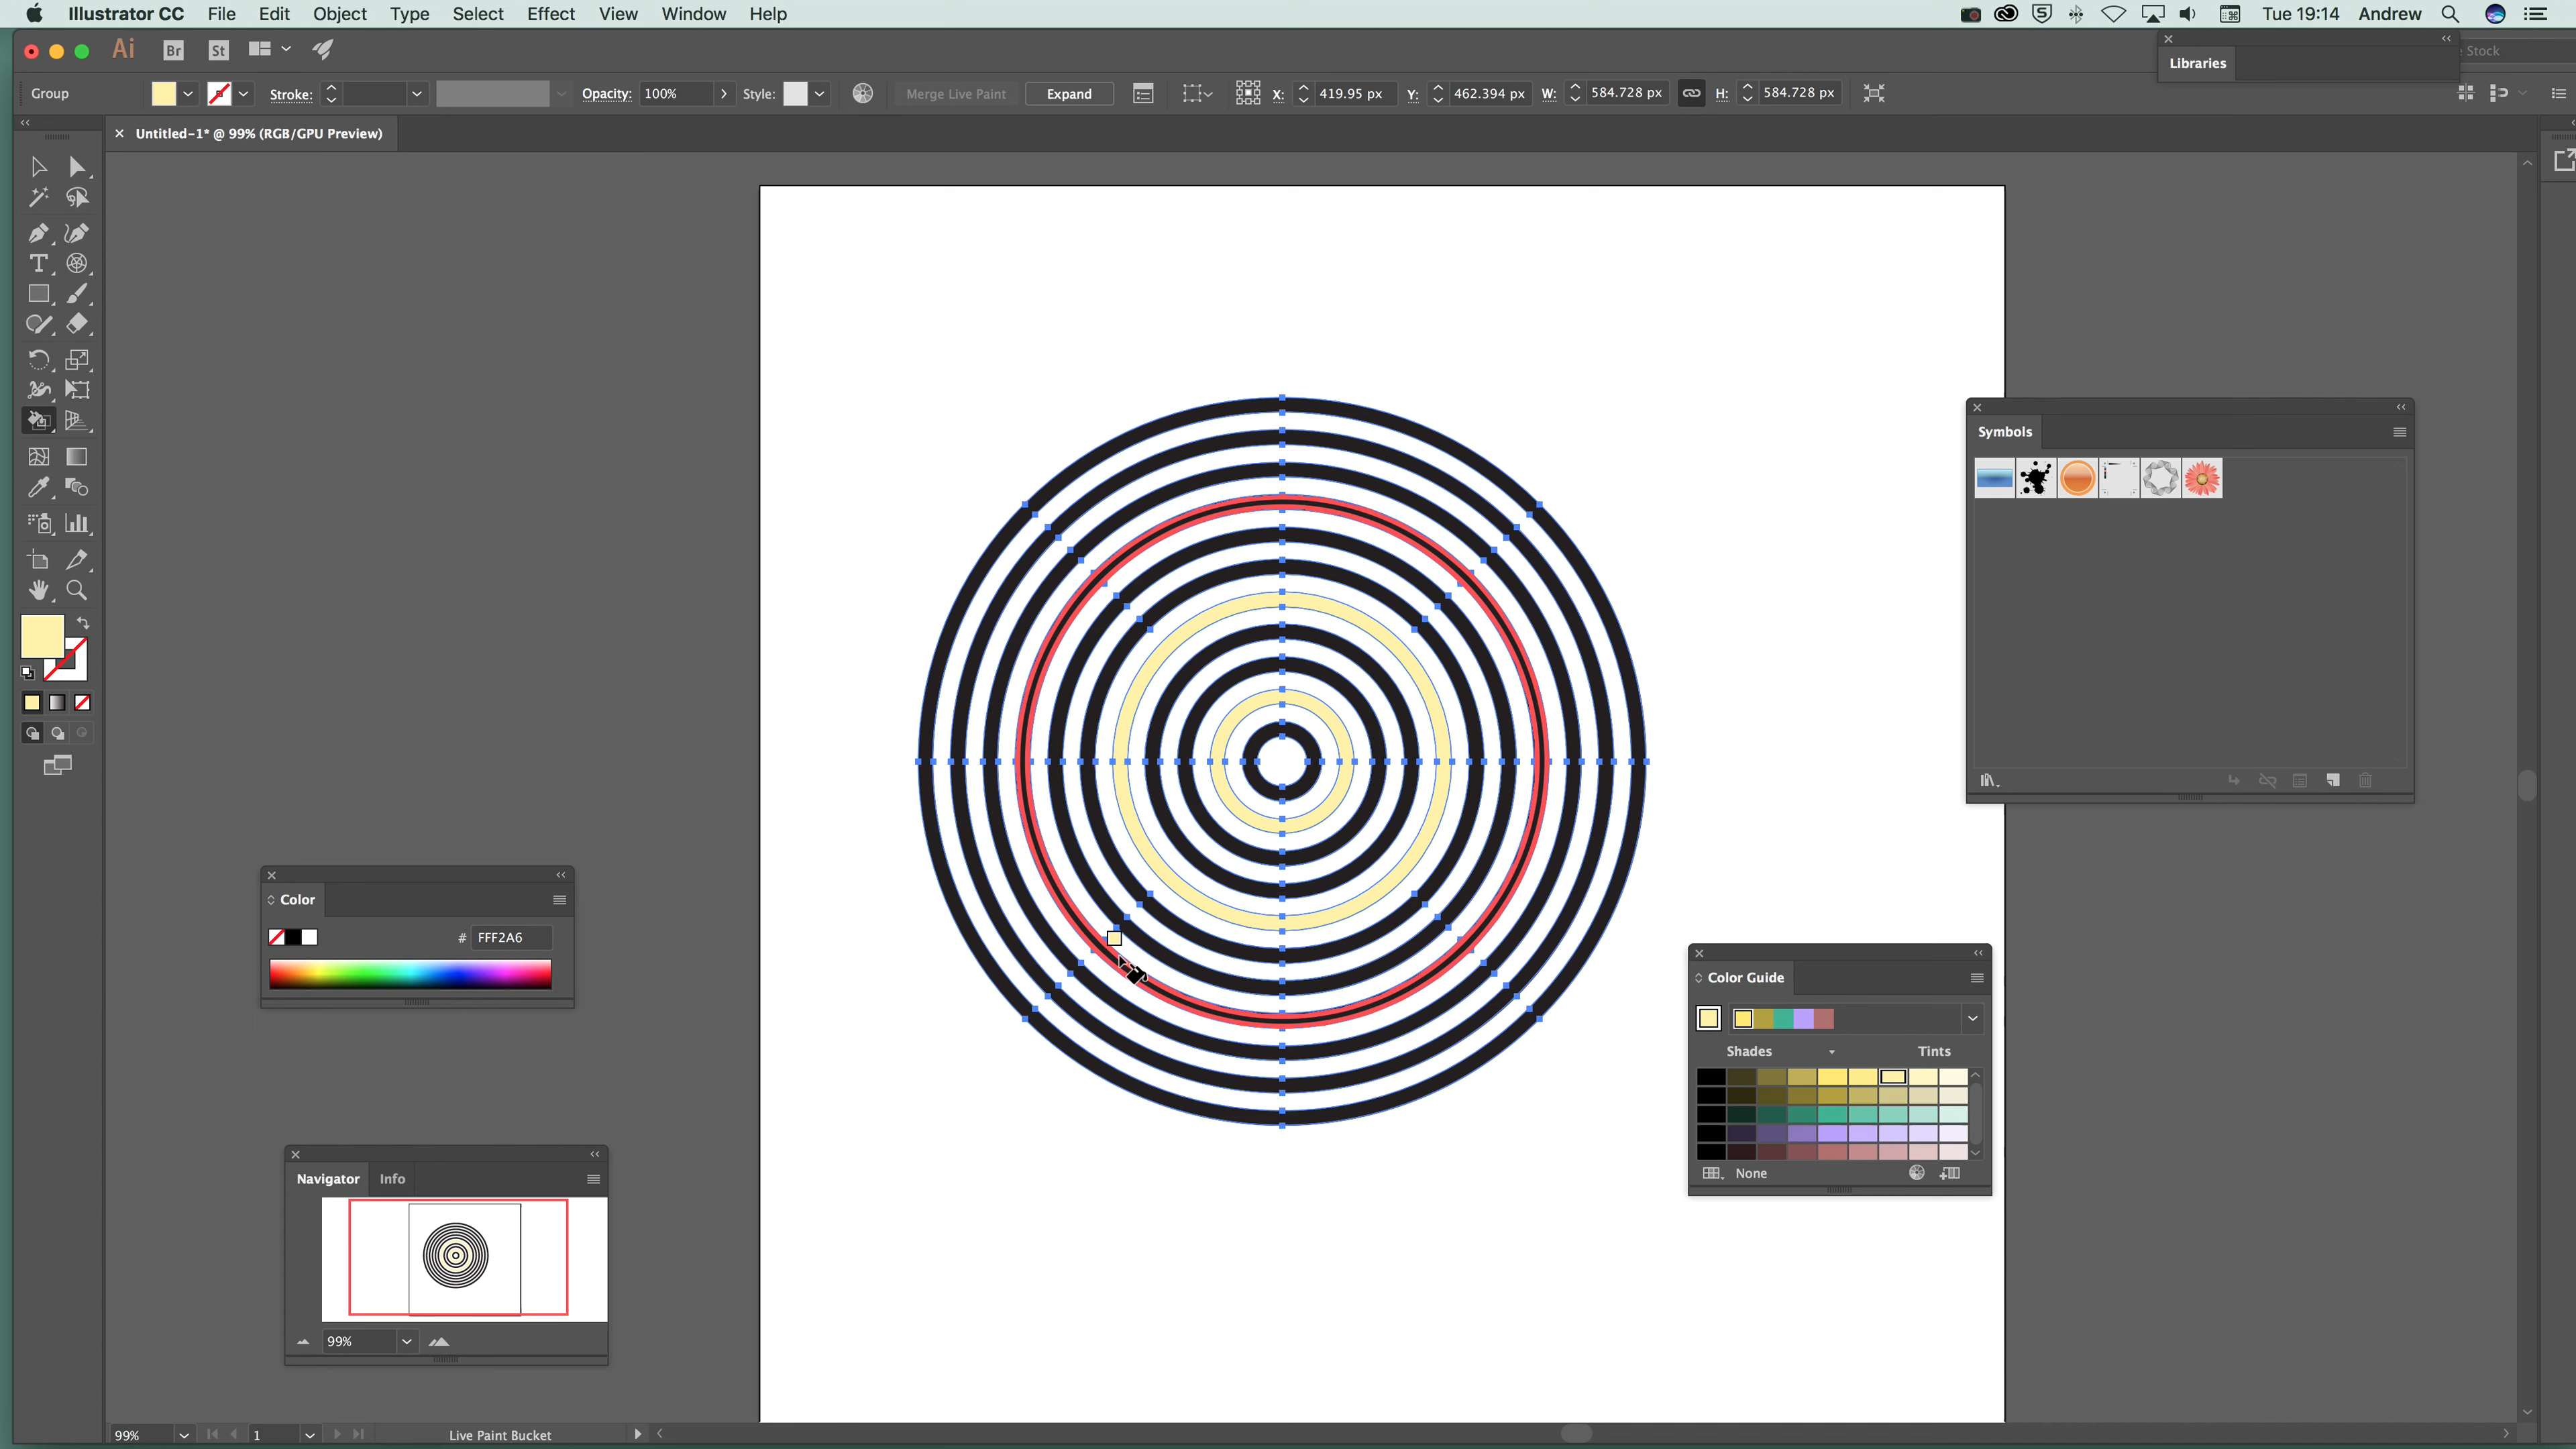 Illustrator CC File Edit Object Type Select Effect View Window Help Tue 19:14 Andrew
Ai Br St Stock
Libraries
Group Stroke: Opacity: 100% Style: Merge Live Paint Expand X: 419.95 px Y: 462.394 px W: 584.728 px H: 584.728 px
Untitled-1* @ 99% (RGB/GPU Preview)
Symbols
Color
# FFF2A6
Color Guide
Shades Tints
None
Navigator Info
99%
99% 1 Live Paint Bucket